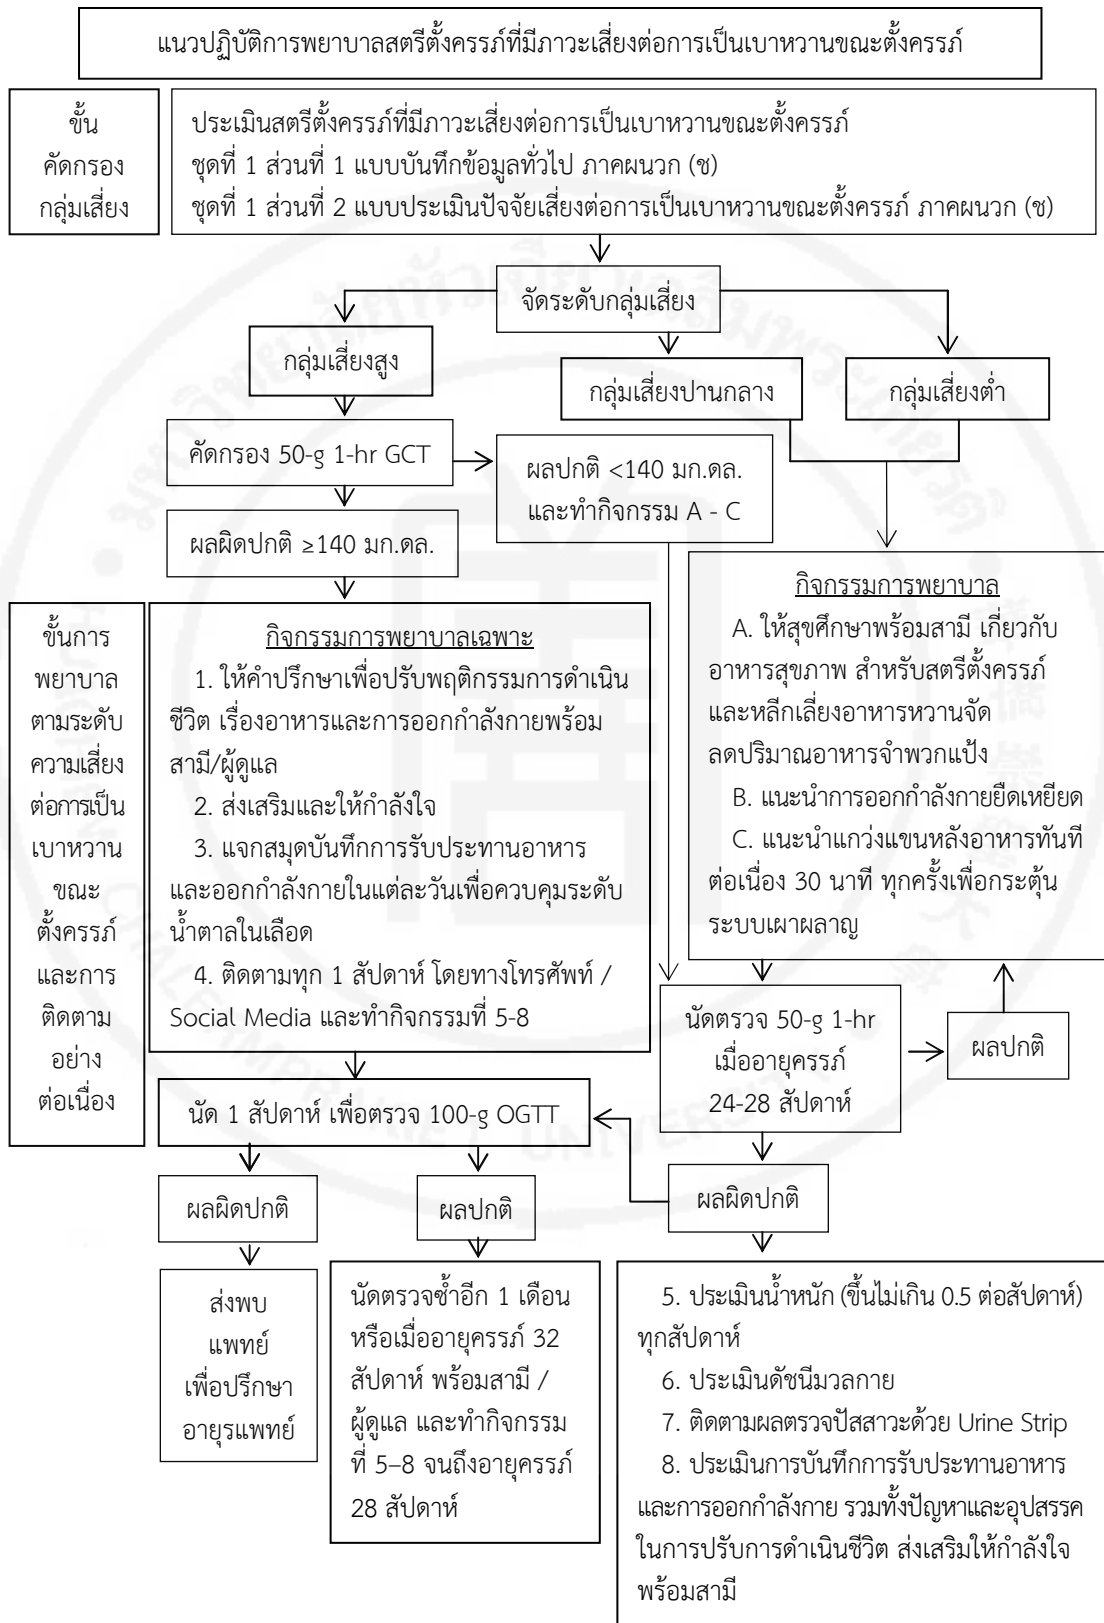 แนวปฏิบัติการพยาบาลสตรีตั้งครรภ์ที่มีภาวะเสี่ยงต่อการเป็นเบาหวานขณะตั้งครรภ์
ขั้น
คัดกรอง
กลุ่มเสี่ยง
ประเมินสตรีตั้งครรภ์ที่มีภาวะเสี่ยงต่อการเป็นเบาหวานขณะตั้งครรภ์
ชุดที่ 1 ส่วนที่ 1 แบบบันทึกข้อมูลทั่วไป ภาคผนวก (ช)
ชุดที่ 1 ส่วนที่ 2 แบบประเมินปัจจัยเสี่ยงต่อการเป็นเบาหวานขณะตั้งครรภ์ ภาคผนวก (ช)
จัดระดับกลุ่มเสี่ยง
กลุ่มเสี่ยงสูง
กลุ่มเสี่ยงปานกลาง
กลุ่มเสี่ยงต่ำ
คัดกรอง 50-g 1-hr GCT
ผลปกติ <140 มก.ดล.
และทำกิจกรรม A - C
ผลผิดปกติ ≥140 มก.ดล.
ขั้นการ
พยาบาล
ตามระดับ
ความเสี่ยง
ต่อการเป็น
เบาหวาน
ขณะ
ตั้งครรภ์
และการ
ติดตาม
อย่าง
ต่อเนื่อง
กิจกรรมการพยาบาลเฉพาะ
1. ให้คำปรึกษาเพื่อปรับพฤติกรรมการดำเนิน
ชีวิต เรื่องอาหารและการออกกำลังกายพร้อม
สามี/ผู้ดูแล
2. ส่งเสริมและให้กำลังใจ
3. แจกสมุดบันทึกการรับประทานอาหาร
และออกกำลังกายในแต่ละวันเพื่อควบคุมระดับ
น้ำตาลในเลือด
4. ติดตามทุก 1 สัปดาห์ โดยทางโทรศัพท์ /
Social Media และทำกิจกรรมที่ 5-8
กิจกรรมการพยาบาล
A. ให้สุขศึกษาพร้อมสามี เกี่ยวกับ
อาหารสุขภาพ สำหรับสตรีตั้งครรภ์
และหลีกเลี่ยงอาหารหวานจัด
ลดปริมาณอาหารจำพวกแป้ง
B. แนะนำการออกกำลังกายยืดเหยียด
C. แนะนำแกว่งแขนหลังอาหารทันที
ต่อเนื่อง 30 นาที ทุกครั้งเพื่อกระตุ้น
ระบบเผาผลาญ
นัดตรวจ 50-g 1-hr
เมื่ออายุครรภ์
24-28 สัปดาห์
ผลปกติ
นัด 1 สัปดาห์ เพื่อตรวจ 100-g OGTT
ผลผิดปกติ
ผลปกติ
ผลผิดปกติ
ส่งพบ
แพทย์
เพื่อปรึกษา
อายุรแพทย์
นัดตรวจซ้ำอีก 1 เดือน
หรือเมื่ออายุครรภ์ 32
สัปดาห์ พร้อมสามี /
ผู้ดูแล และทำกิจกรรม
ที่ 5–8 จนถึงอายุครรภ์
28 สัปดาห์
5. ประเมินน้ำหนัก (ขึ้นไม่เกิน 0.5 ต่อสัปดาห์)
ทุกสัปดาห์
6. ประเมินดัชนีมวลกาย
7. ติดตามผลตรวจปัสสาวะด้วย Urine Strip
8. ประเมินการบันทึกการรับประทานอาหาร
และการออกกำลังกาย รวมทั้งปัญหาและอุปสรรค
ในการปรับการดำเนินชีวิต ส่งเสริมให้กำลังใจ
พร้อมสามี
มหาวิทยาลัยหัวเฉียวเฉลิมพระเกียรติ
HUACHIEW CHALERMPRAKIET UNIVERSITY